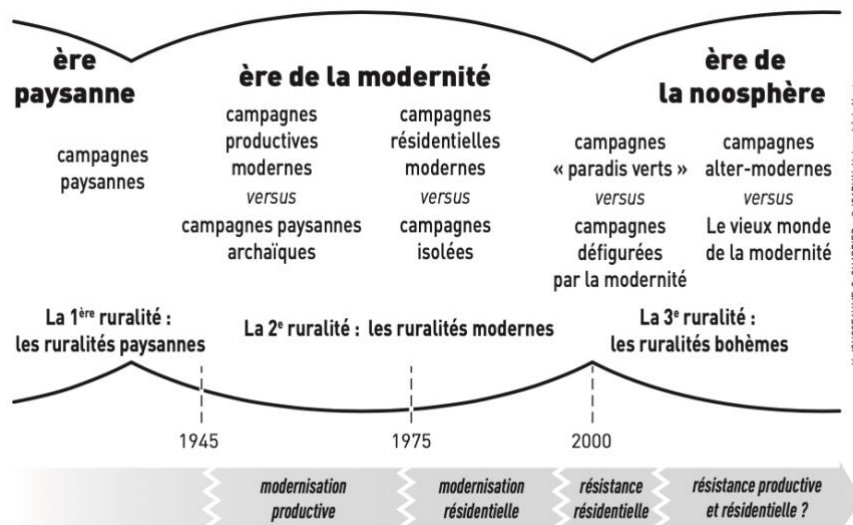 ère
paysanne
ère de la modernité
ère de
la noosphère
campagnes
paysannes
campagnes
productives
modernes
versus
campagnes paysannes
archaïques
campagnes
résidentielles
modernes
versus
campagnes
isolées
campagnes
« paradis verts »
versus
campagnes
défigurées
par la modernité
campagnes
alter-modernes
versus
Le vieux monde
de la modernité
La 1ère ruralité :
les ruralités paysannes
La 2e ruralité : les ruralités modernes
La 3e ruralité :
les ruralités bohèmes
1945
1975
2000
modernisation
productive
modernisation
résidentielle
résistance
résidentielle
résistance productive
et résidentielle ?